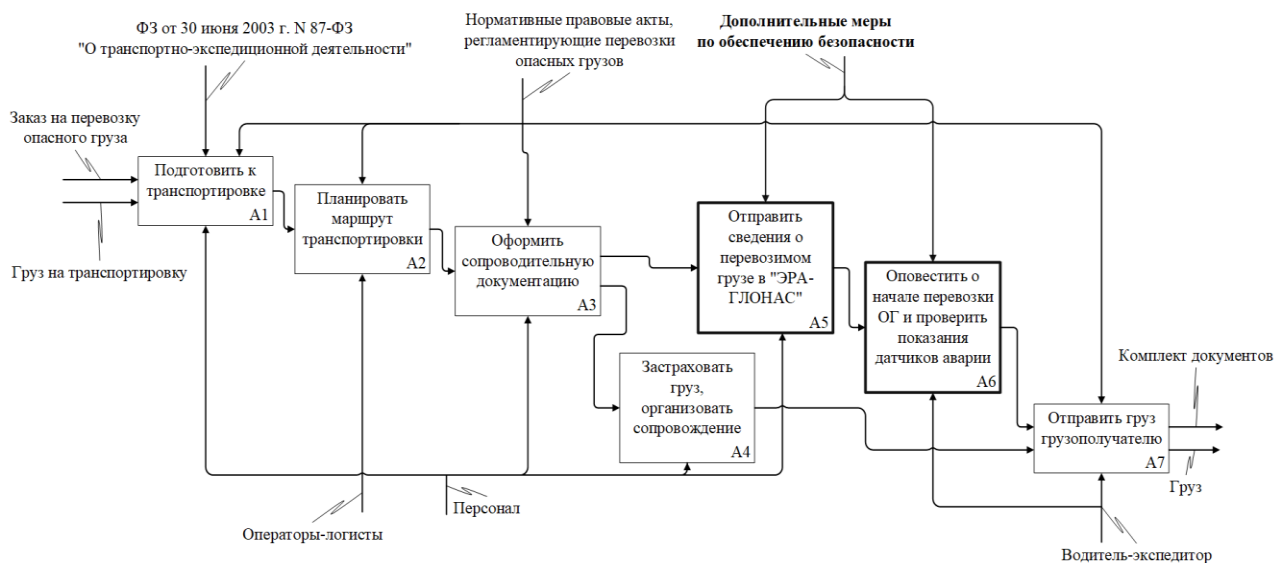 ФЗ от 30 июня 2003 г. N 87-ФЗ
"О транспортно-экспедиционной деятельности"
Нормативные правовые акты,
регламентирующие перевозки
опасных грузов
Дополнительные меры
по обеспечению безопасности
Заказ на перевозку
опасного груза
Груз на транспортировку
Подготовить к
транспортировке
A1
Планировать
маршрут
транспортировки
A2
Оформить
сопроводительную
документацию
A3
Застраховать
груз,
организовать
сопровождение
A4
Отправить
сведения о
перевозимом
грузе в "ЭРА-
ГЛОНАС"
A5
Оповестить о
начале перевозки
ОГ и проверить
показания
датчиков аварии
A6
Отправить груз
грузополучателю
A7
Комплект документов
Груз
Операторы-логисты
Персонал
Водитель-экспедитор